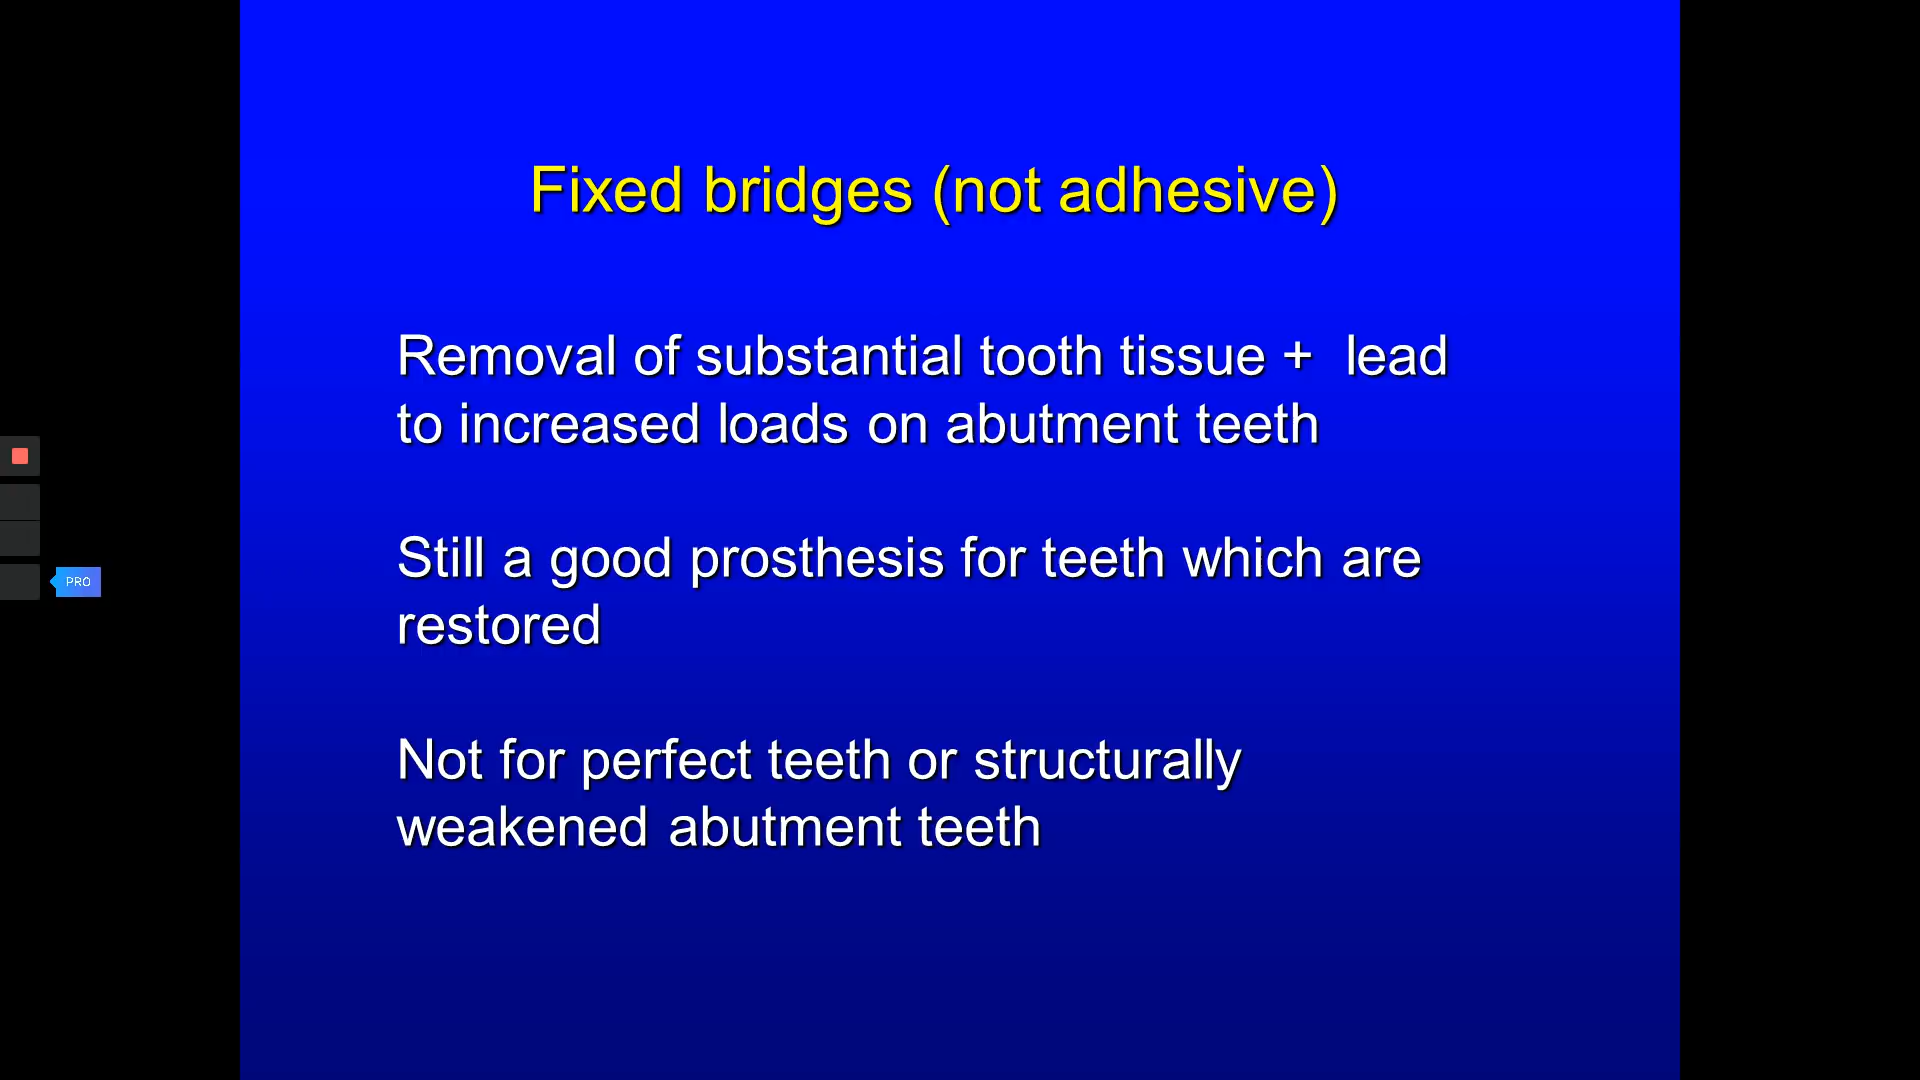 Fixed bridges (not adhesive)
Removal of substantial tooth tissue +  lead
to increased loads on abutment teeth
Still a good prosthesis for teeth which are
restored
Not for perfect teeth or structurally
weakened abutment teeth
PRO